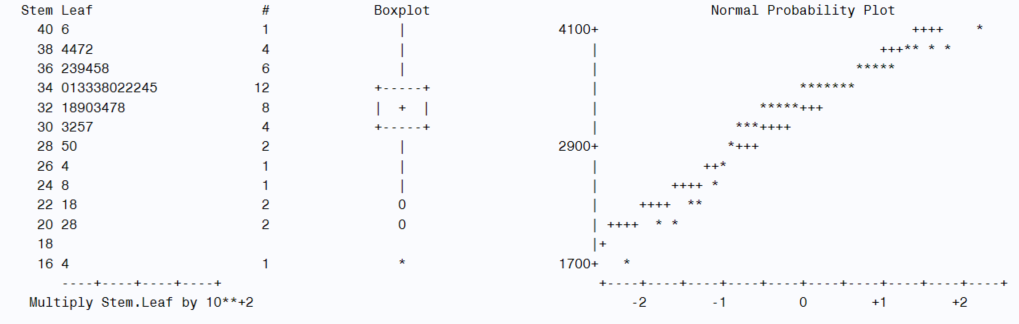 Stem Leaf                      #             Boxplot                                    Normal Probability Plot
  40 6                         1                |                    4100+                                       ++++    *
  38 4472                      4                |                        |                                   +++** * *
  36 239458                    6                |                        |                                *****
  34 013338022245             12             +-----+                     |                         *******
  32 18903478                  8             |  +  |                     |                    *****+++
  30 3257                      4             +-----+                     |                 ***++++
  28 50                        2                |                    2900+                *+++
  26 4                         1                |                        |             ++*
  24 8                         1                |                        |         ++++ *
  22 18                        2                0                        |     ++++  **
  20 28                        2                0                        | ++++  * *
  18                                                                     |+
  16 4                         1                *                    1700+   *
     ----+----+----+----+                                                 +----+----+----+----+----+----+----+----+----+----+
 Multiply Stem.Leaf by 10**+2                                                 -2        -1         0        +1        +2